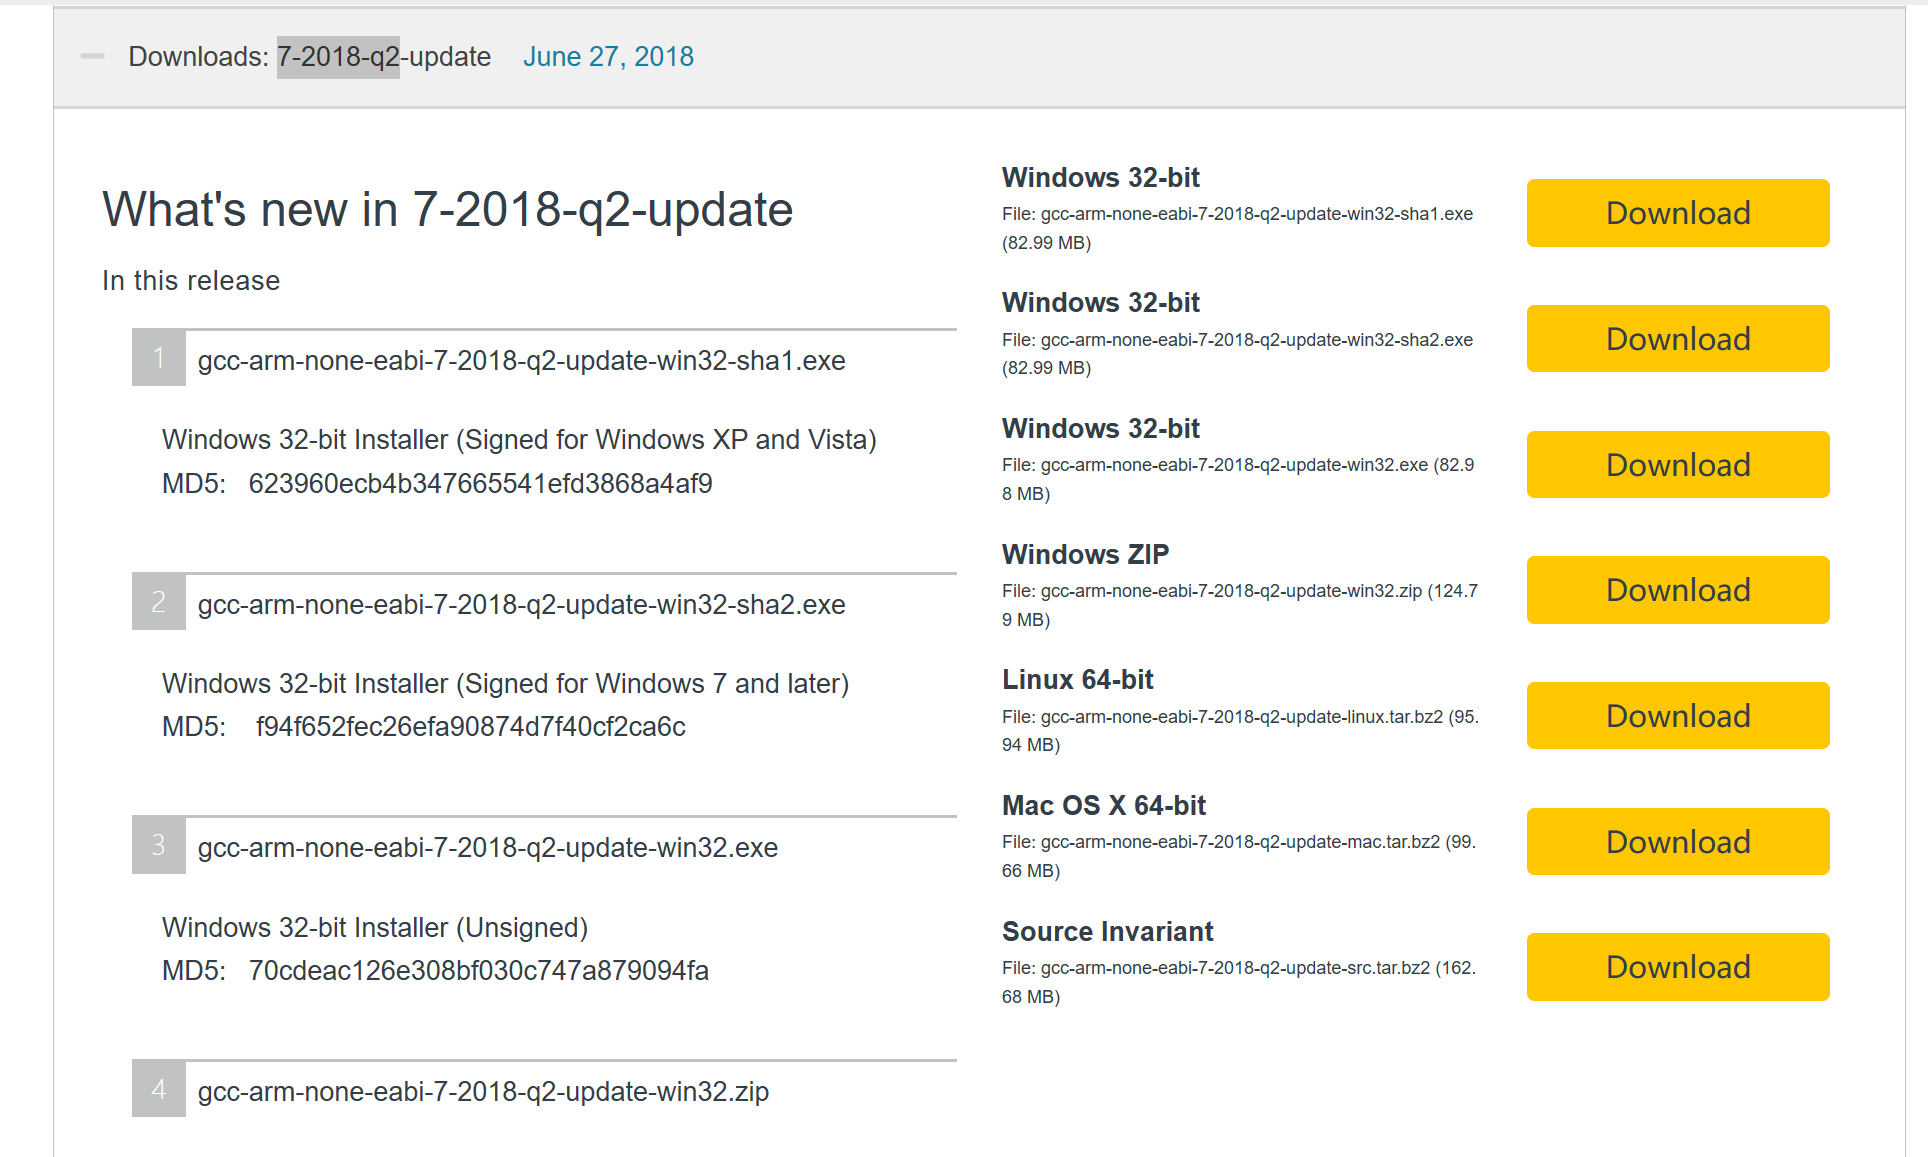 Downloads: 7-2018-q2-update June 27, 2018
What's new in 7-2018-q2-update
In this release
1 gcc-arm-none-eabi-7-2018-q2-update-win32-sha1.exe
Windows 32-bit Installer (Signed for Windows XP and Vista)
MD5: 623960ecb4b347665541efd3868a4af9
2 gcc-arm-none-eabi-7-2018-q2-update-win32-sha2.exe
Windows 32-bit Installer (Signed for Windows 7 and later)
MD5: f94f652fec26efa90874d7f40cf2ca6c
3 gcc-arm-none-eabi-7-2018-q2-update-win32.exe
Windows 32-bit Installer (Unsigned)
MD5: 70cdeac126e308bf030c747a879094fa
4 gcc-arm-none-eabi-7-2018-q2-update-win32.zip
Windows 32-bit
File: gcc-arm-none-eabi-7-2018-q2-update-win32-sha1.exe
(82.99 MB)
Download
Windows 32-bit
File: gcc-arm-none-eabi-7-2018-q2-update-win32-sha2.exe
(82.99 MB)
Download
Windows 32-bit
File: gcc-arm-none-eabi-7-2018-q2-update-win32.exe (82.9
8 MB)
Download
Windows ZIP
File: gcc-arm-none-eabi-7-2018-q2-update-win32.zip (124.7
9 MB)
Download
Linux 64-bit
File: gcc-arm-none-eabi-7-2018-q2-update-linux.tar.bz2 (95.
94 MB)
Download
Mac OS X 64-bit
File: gcc-arm-none-eabi-7-2018-q2-update-mac.tar.bz2 (99.
66 MB)
Download
Source Invariant
File: gcc-arm-none-eabi-7-2018-q2-update-src.tar.bz2 (162.
68 MB)
Download